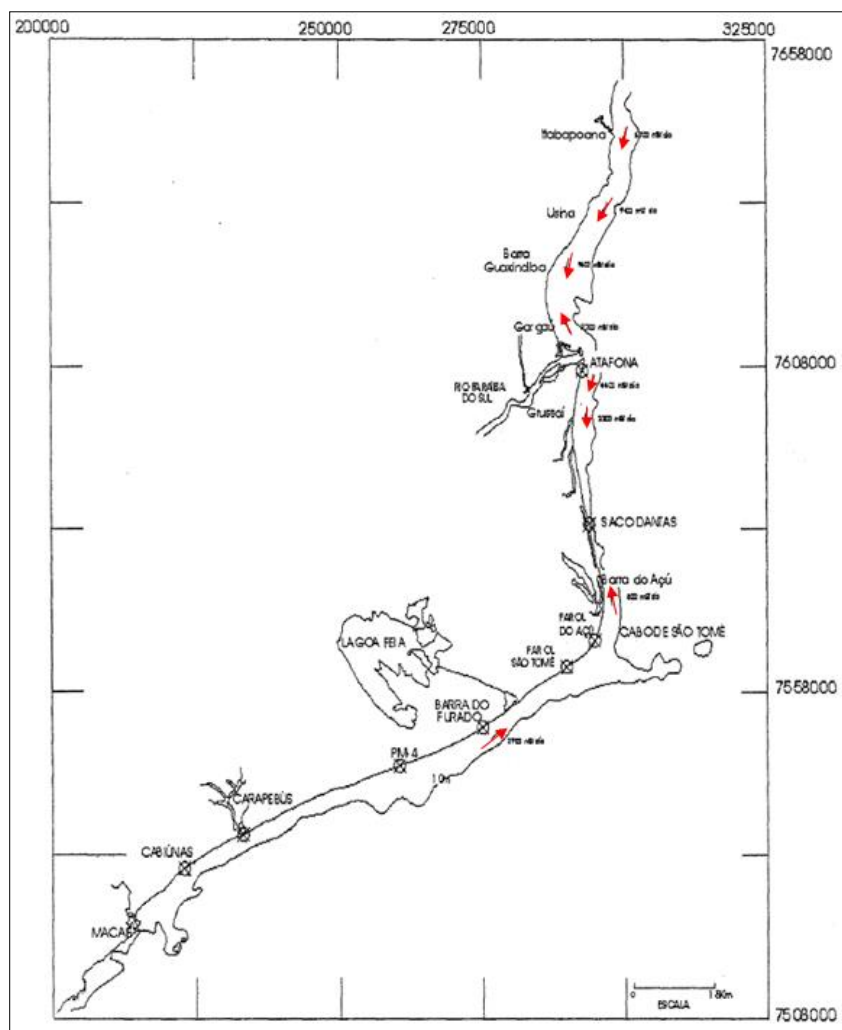 200000
250000
275000
325000
7658000
Itabapoana
Usina
Barra
Guaxindiba
Gargaú
7608000
ATAFONA
RIO PARAÍBA
DO SUL
Grussaí
SACO DANTAS
Barra do Açú
FAROL
DO AÇÚ
CABO DE SÃO TOMÉ
LAGOA FEIA
FAROL
SÃO TOMÉ
7558000
BARRA DO
FURADO
PM-4
CARAPEBÚS
CABIÚNAS
MACAÉ
0
18Km
ESCALA
7508000